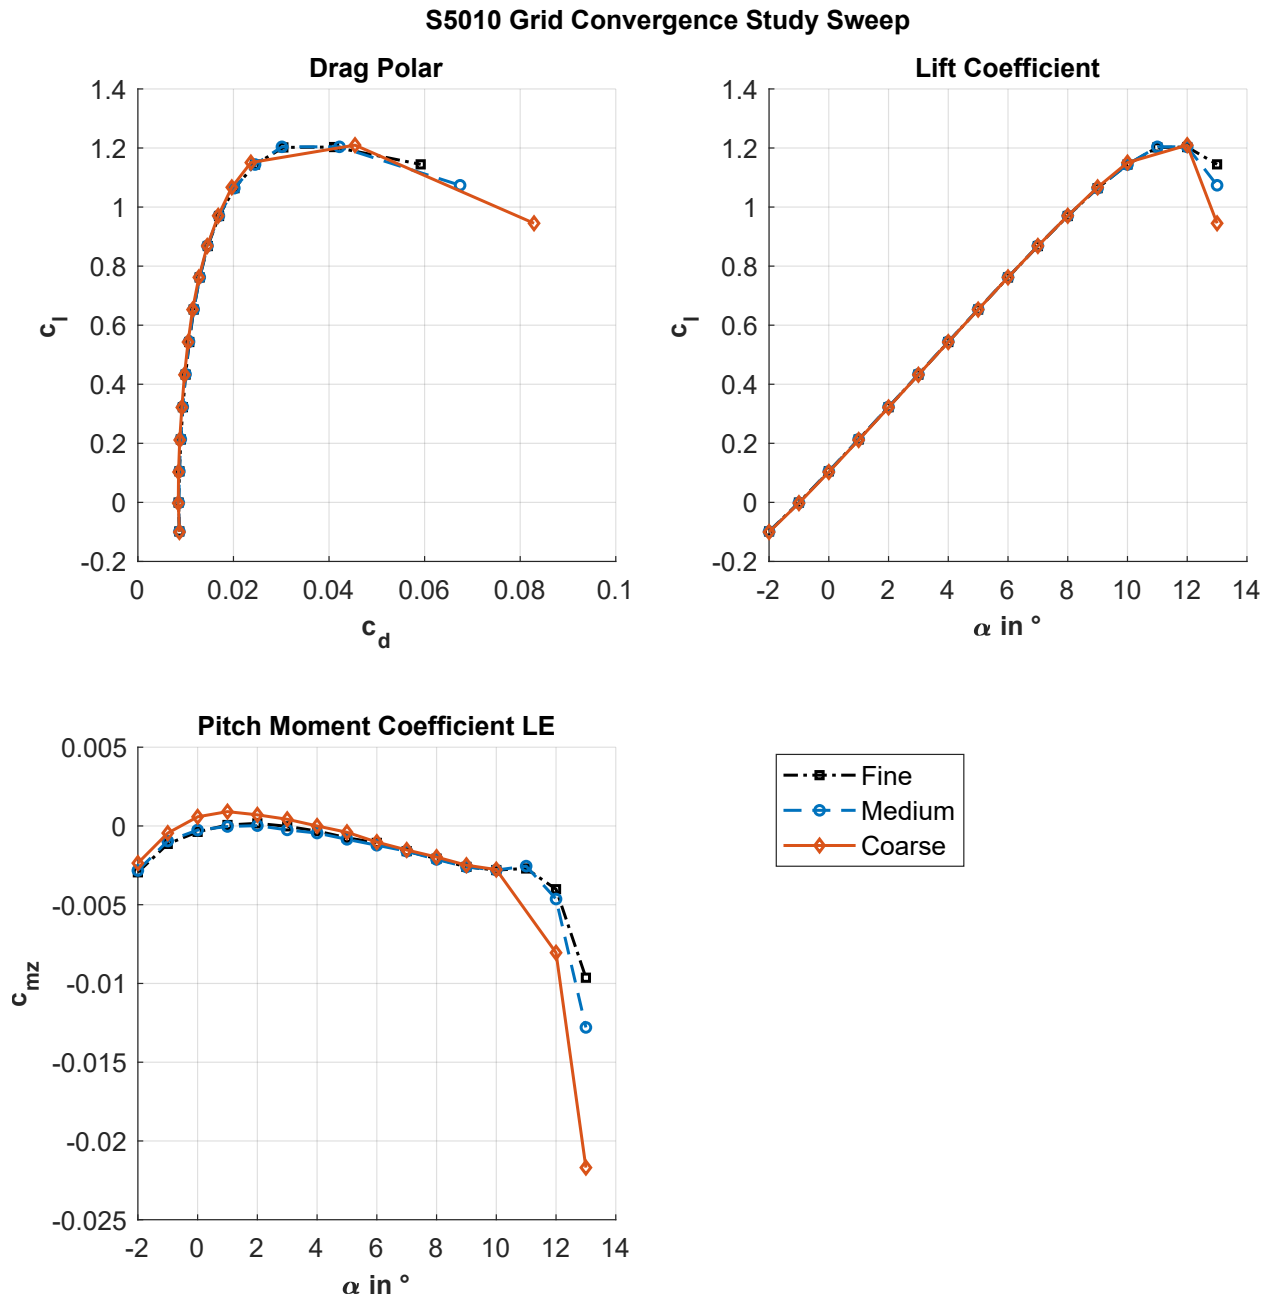 S5010 Grid Convergence Study Sweep
Drag Polar
1.4
1.2
1
0.8
0.6
0.4
0.2
0
-0.2
c_l
0 0.02 0.04 0.06 0.08 0.1
c_d
Lift Coefficient
1.4
1.2
1
0.8
0.6
0.4
0.2
0
-0.2
c_l
-2 0 2 4 6 8 10 12 14
α in °
Pitch Moment Coefficient LE
0.005
0
-0.005
-0.01
-0.015
-0.02
-0.025
c_mz
-2 0 2 4 6 8 10 12 14
α in °
Fine
Medium
Coarse